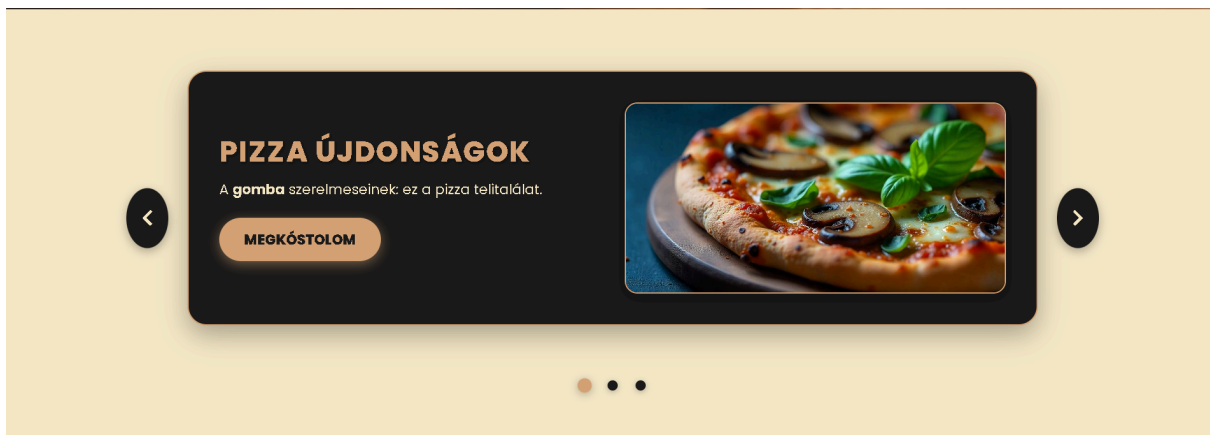 PIZZA ÚJDONSÁGOK
A gomba szerelmeseinek: ez a pizza telitalálat.
MEGKÓSTOLOM